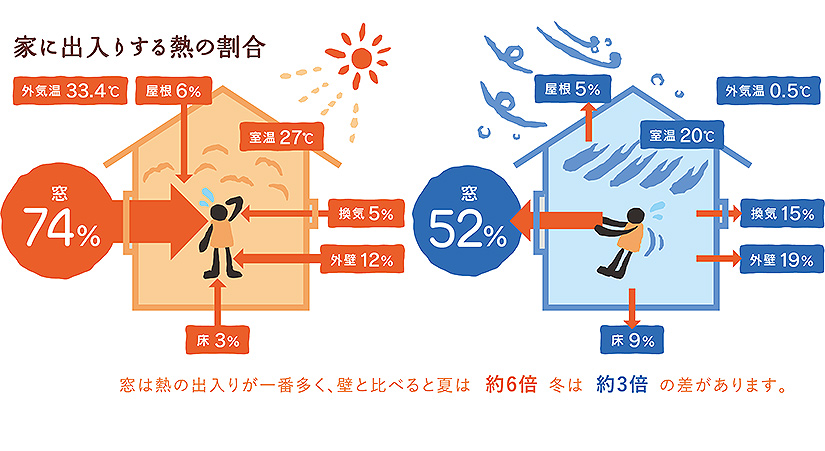 家に出入りする熱の割合
外気温 33.4℃
屋根 6%
室温 27℃
窓
74%
換気 5%
外壁 12%
床 3%
屋根 5%
外気温 0.5℃
室温 20℃
窓
52%
換気 15%
外壁 19%
床 9%
窓は熱の出入りが一番多く、壁と比べると夏は 約6倍 冬は 約3倍 の差があります。